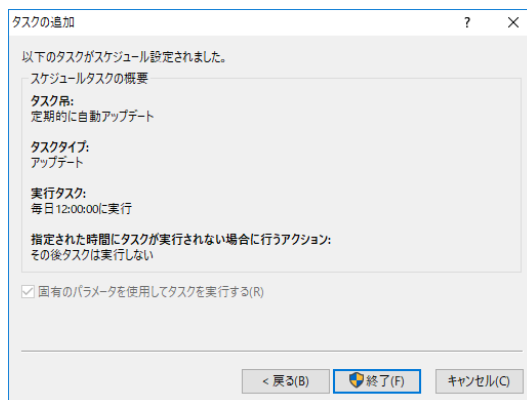 タスクの追加
以下のタスクがスケジュール設定されました。
スケジュールタスクの概要
タスク名:
定期的に自動アップデート
タスクタイプ:
アップデート
実行タスク:
毎日12:00:00に実行
指定された時間にタスクが実行されない場合に行うアクション:
その後タスクは実行しない
固有のパラメータを使用してタスクを実行する(R)
< 戻る(B)
終了(F)
キャンセル(C)